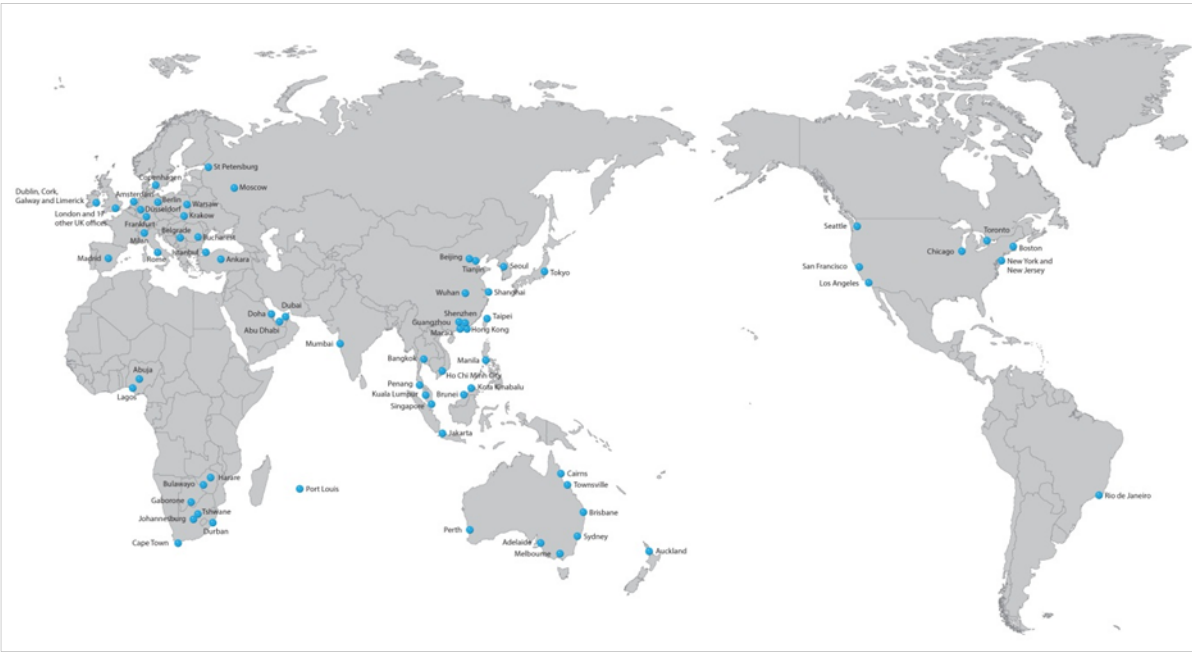 St Petersburg
Copenhagen
Moscow
Dublin, Cork,
Galway and Limerick
Amsterdam
Berlin
Warsaw
Düsseldorf
London and 17
other UK offices
Krakow
Frankfurt
Belgrade
Bucharest
Milan
Madrid
Rome
Istanbul
Ankara
Beijing
Tianjin
Seoul
Tokyo
Wuhan
Shanghai
Doha
Dubai
Abu Dhabi
Shenzhen
Taipei
Guangzhou
Hong Kong
Mumbai
Bangkok
Manila
Ho Chi Minh City
Abuja
Lagos
Penang
Kota Kinabalu
Kuala Lumpur
Brunei
Singapore
Jakarta
Harare
Bulawayo
Port Louis
Gaborone
Tshwane
Johannesburg
Durban
Cape Town
Cairns
Townsville
Brisbane
Perth
Sydney
Adelaide
Melbourne
Auckland
Seattle
Toronto
Chicago
Boston
San Francisco
New York and
New Jersey
Los Angeles
Rio de Janeiro